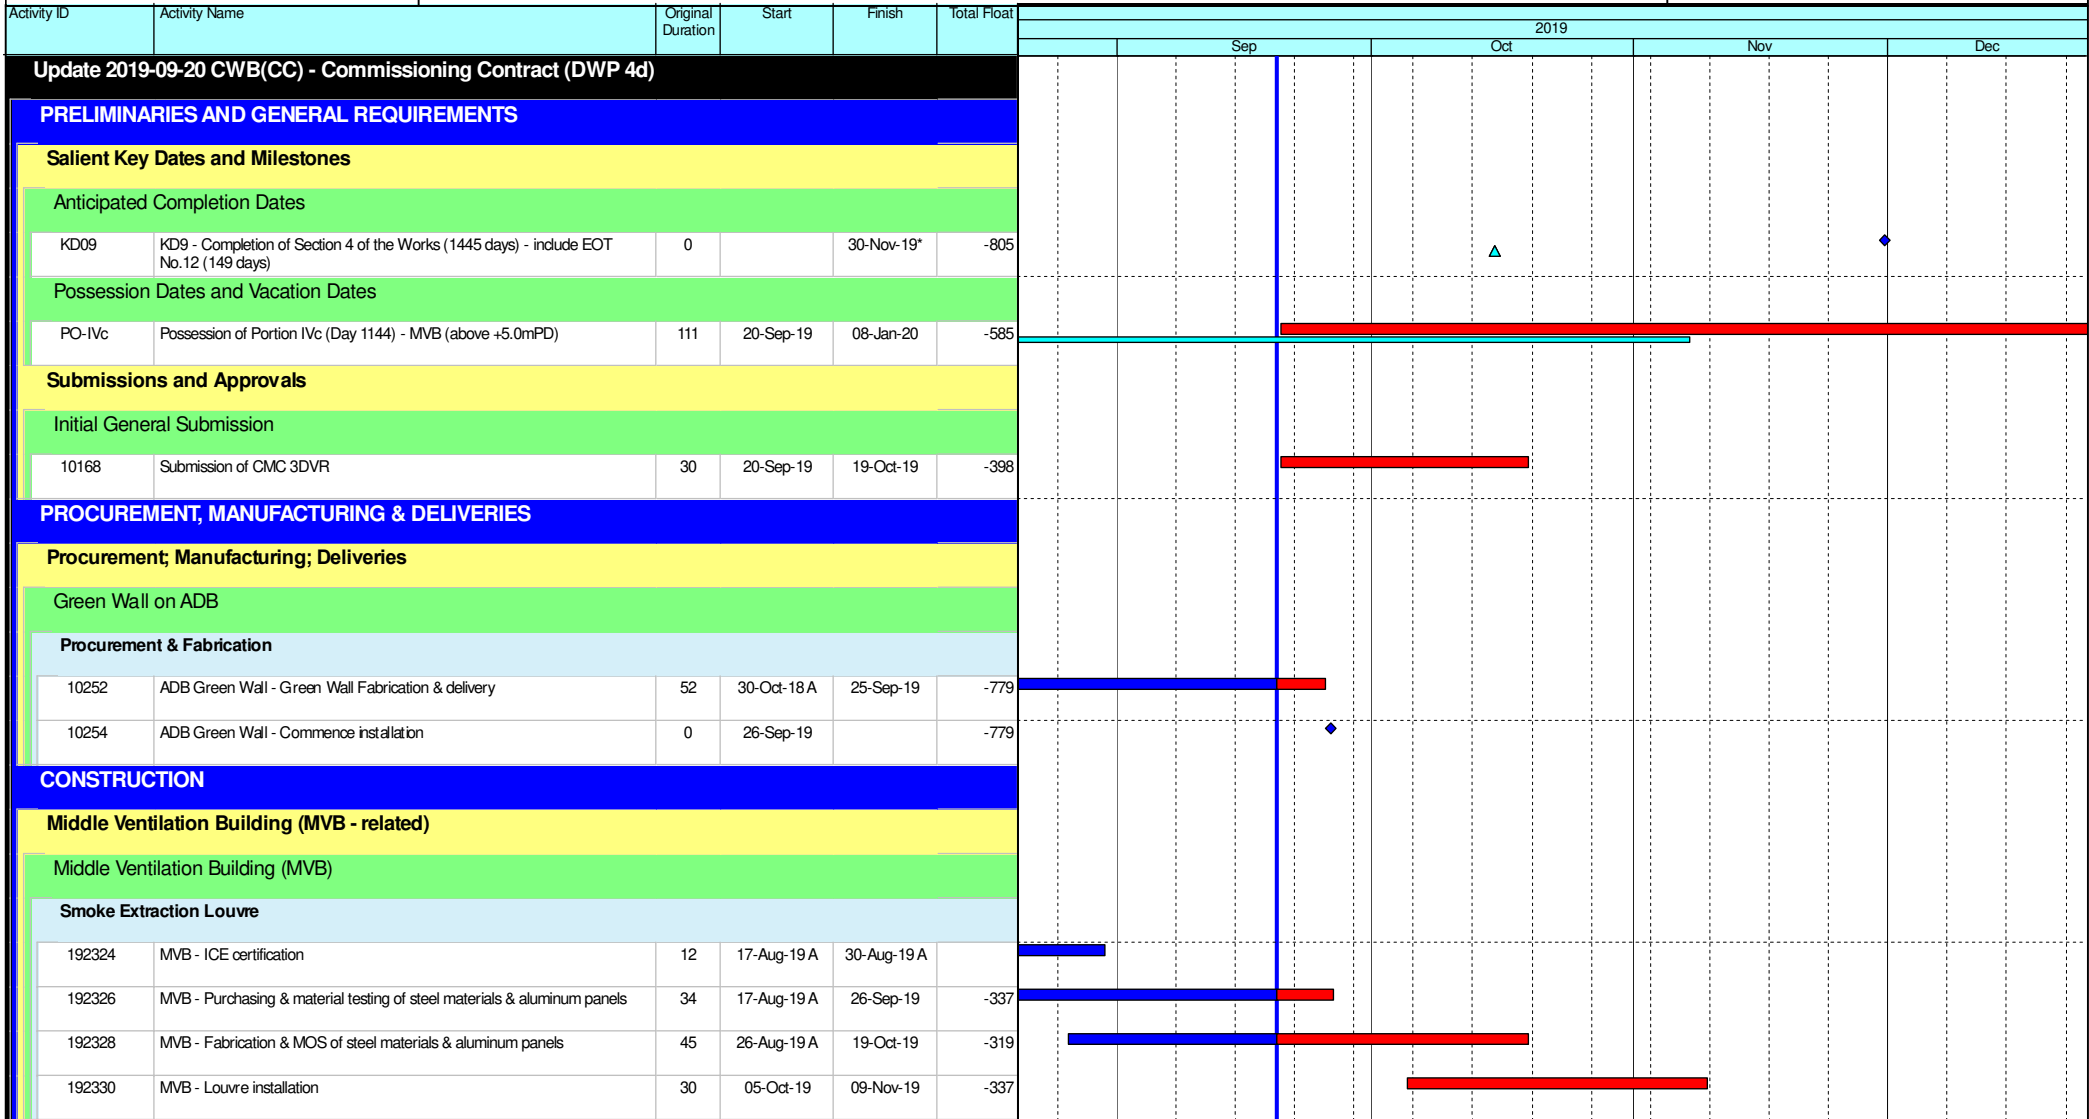 Activity ID Activity Name Original Start Finish Total Float
Duration
2019
Sep Oct Nov Dec
Update 2019-09-20 CWB(CC) - Commissioning Contract (DWP 4d)
PRELIMINARIES AND GENERAL REQUIREMENTS
Salient Key Dates and Milestones
Anticipated Completion Dates
KD09 KD9 - Completion of Section 4 of the Works (1445 days) - include EOT 0 30-Nov-19* -805
No.12 (149 days)
Possession Dates and Vacation Dates
PO-IVc Possession of Portion IVc (Day 1144) - MVB (above +5.0mPD) 111 20-Sep-19 08-Jan-20 -585
Submissions and Approvals
Initial General Submission
10168 Submission of CMC 3DVR 30 20-Sep-19 19-Oct-19 -398
PROCUREMENT, MANUFACTURING & DELIVERIES
Procurement; Manufacturing; Deliveries
Green Wall on ADB
Procurement & Fabrication
10252 ADB Green Wall - Green Wall Fabrication & delivery 52 30-Oct-18 A 25-Sep-19 -779
10254 ADB Green Wall - Commence installation 0 26-Sep-19 -779
CONSTRUCTION
Middle Ventilation Building (MVB - related)
Middle Ventilation Building (MVB)
Smoke Extraction Louvre
192324 MVB - ICE certification 12 17-Aug-19 A 30-Aug-19 A
192326 MVB - Purchasing & material testing of steel materials & aluminum panels 34 17-Aug-19 A 26-Sep-19 -337
192328 MVB - Fabrication & MOS of steel materials & aluminum panels 45 26-Aug-19 A 19-Oct-19 -319
192330 MVB - Louvre installation 30 05-Oct-19 09-Nov-19 -337